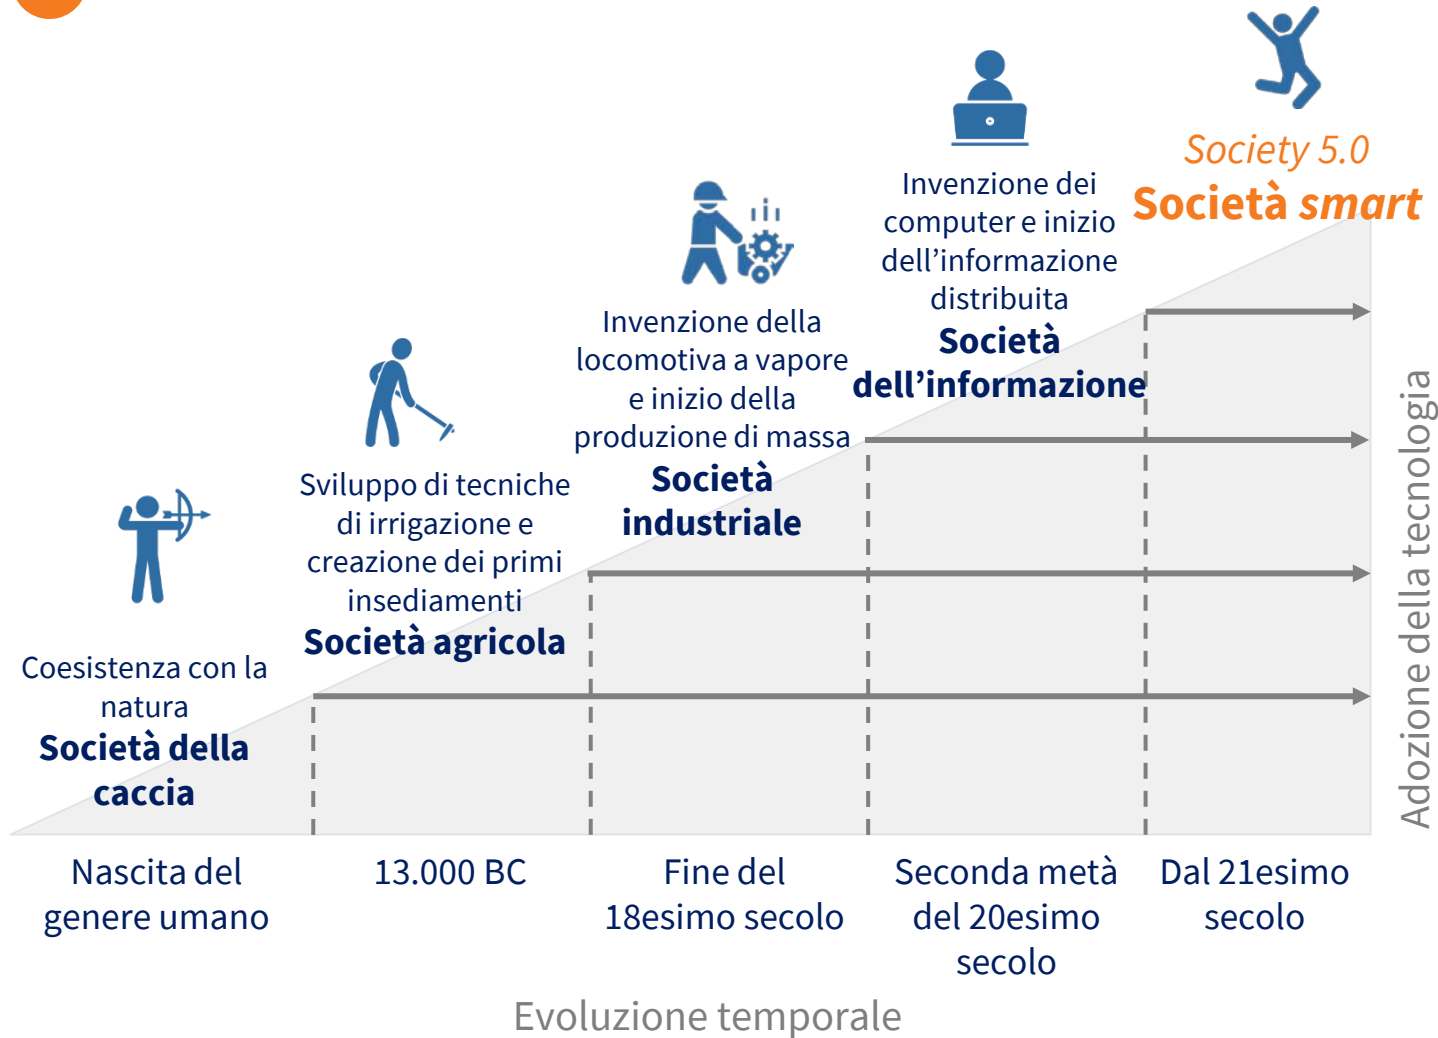 Society 5.0
Società smart
Invenzione dei
computer e inizio
dell’informazione
distribuita
Società
dell’informazione
Invenzione della
locomotiva a vapore
e inizio della
produzione di massa
Società
industriale
Sviluppo di tecniche
di irrigazione e
creazione dei primi
insediamenti
Società agricola
Coesistenza con la
natura
Società della
caccia
Adozione della tecnologia
Nascita del
genere umano
13.000 BC
Fine del
18esimo secolo
Seconda metà
del 20esimo
secolo
Dal 21esimo
secolo
Evoluzione temporale